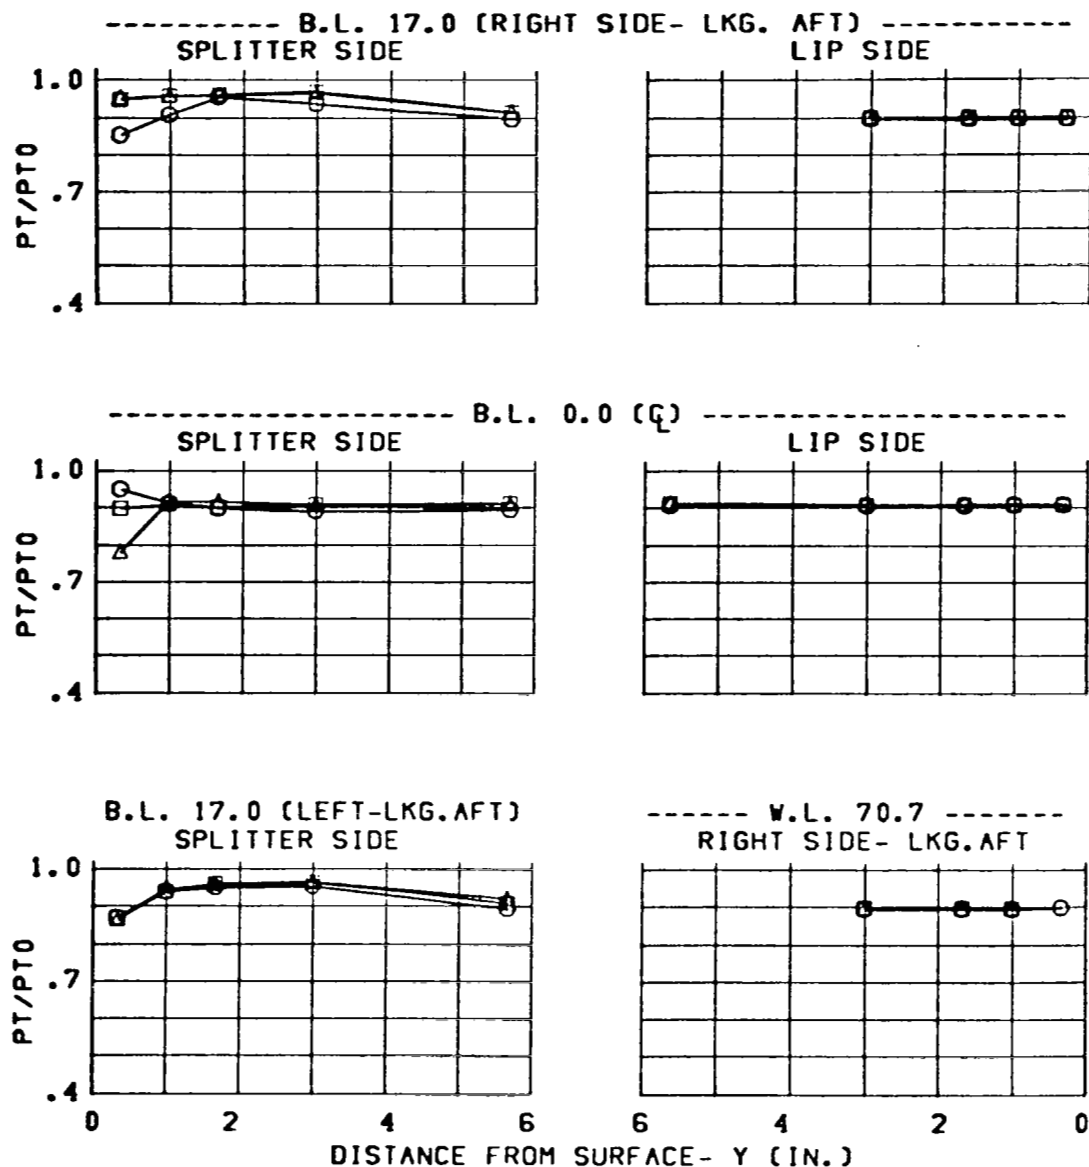 ---------- B.L. 17.0 (RIGHT SIDE- LKG. AFT) ----------
SPLITTER SIDE LIP SIDE
1.0
.7
.4
PT/PTO
-------------------- B.L. 0.0 (℄) --------------------
SPLITTER SIDE LIP SIDE
1.0
.7
.4
PT/PTO
B.L. 17.0 (LEFT-LKG.AFT) ------ W.L. 70.7 -------
SPLITTER SIDE RIGHT SIDE- LKG.AFT
1.0
.7
.4
PT/PTO
0 2 4 6 6 4 2 0
DISTANCE FROM SURFACE- Y (IN.)